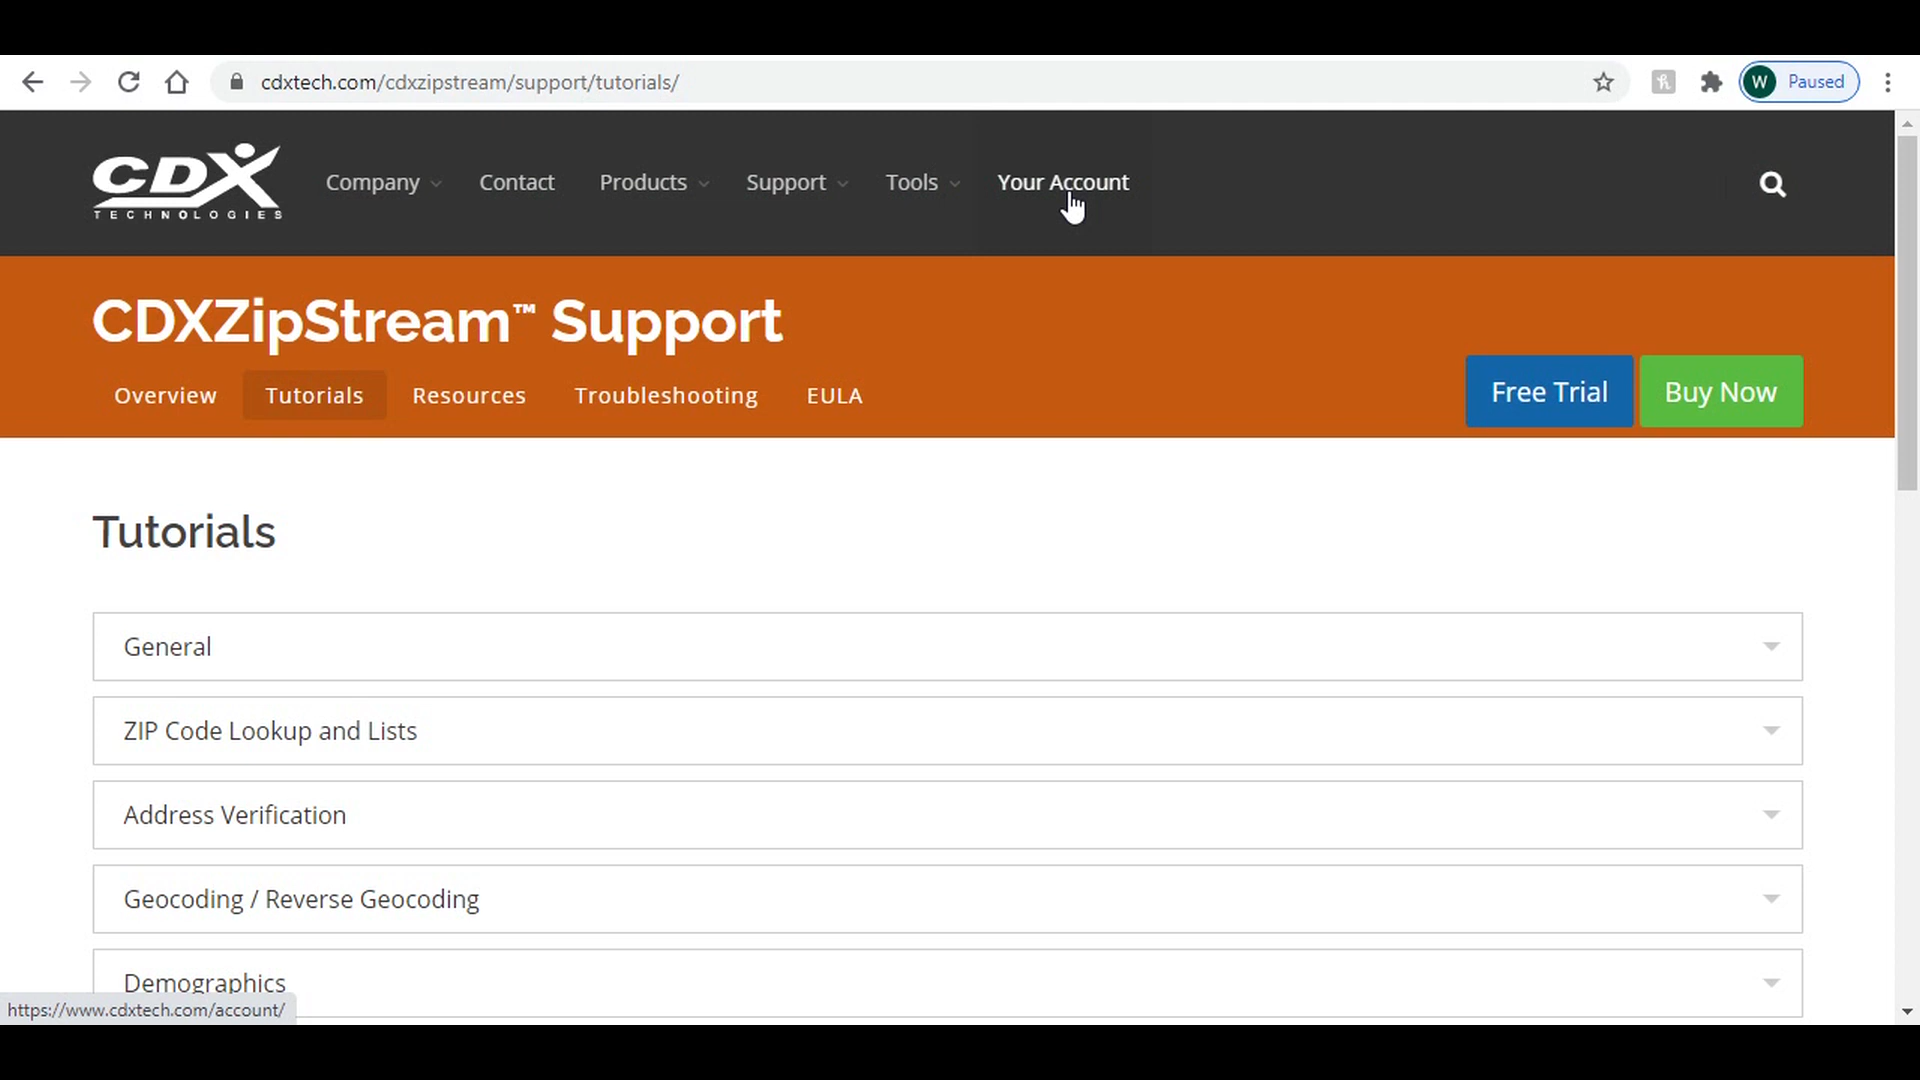 cdxtech.com/cdxzipstream/support/tutorials/
W Paused
CDX
TECHNOLOGIES
Company Contact Products Support Tools Your Account
CDXZipStream™ Support
Overview Tutorials Resources Troubleshooting EULA
Free Trial Buy Now
Tutorials
General
ZIP Code Lookup and Lists
Address Verification
Geocoding / Reverse Geocoding
Demographics
https://www.cdxtech.com/account/